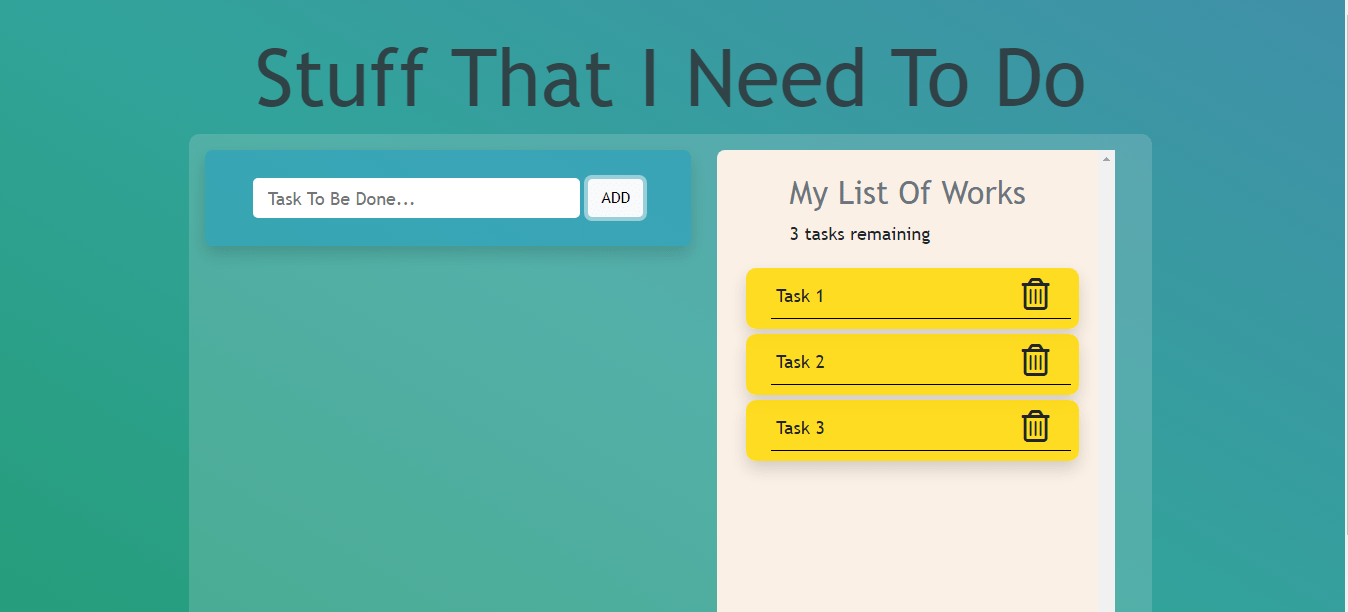 Stuff That I Need To Do
Task To Be Done...
ADD
My List Of Works
3 tasks remaining
Task 1
Task 2
Task 3